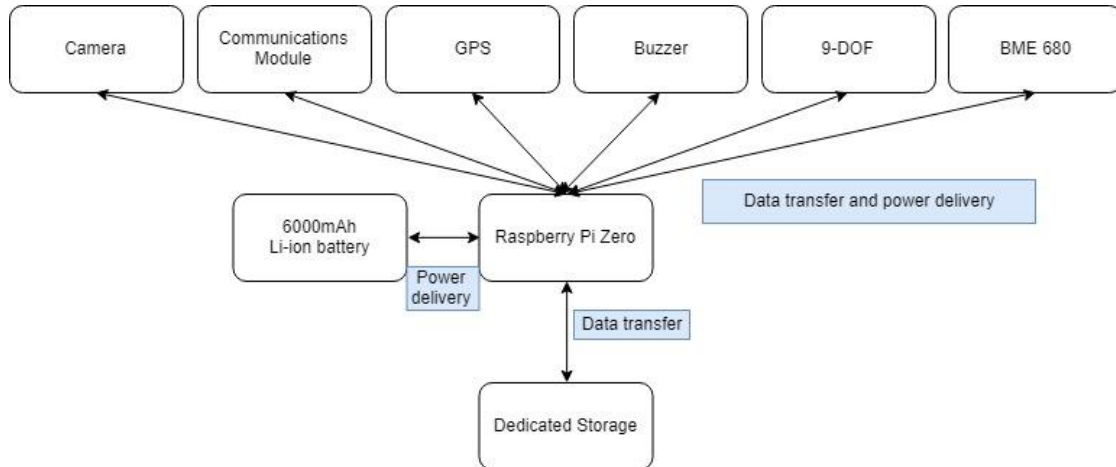 Camera
Communications
Module
GPS
Buzzer
9-DOF
BME 680
Data transfer and power delivery
6000mAh
Li-ion battery
Raspberry Pi Zero
Power
delivery
Data transfer
Dedicated Storage